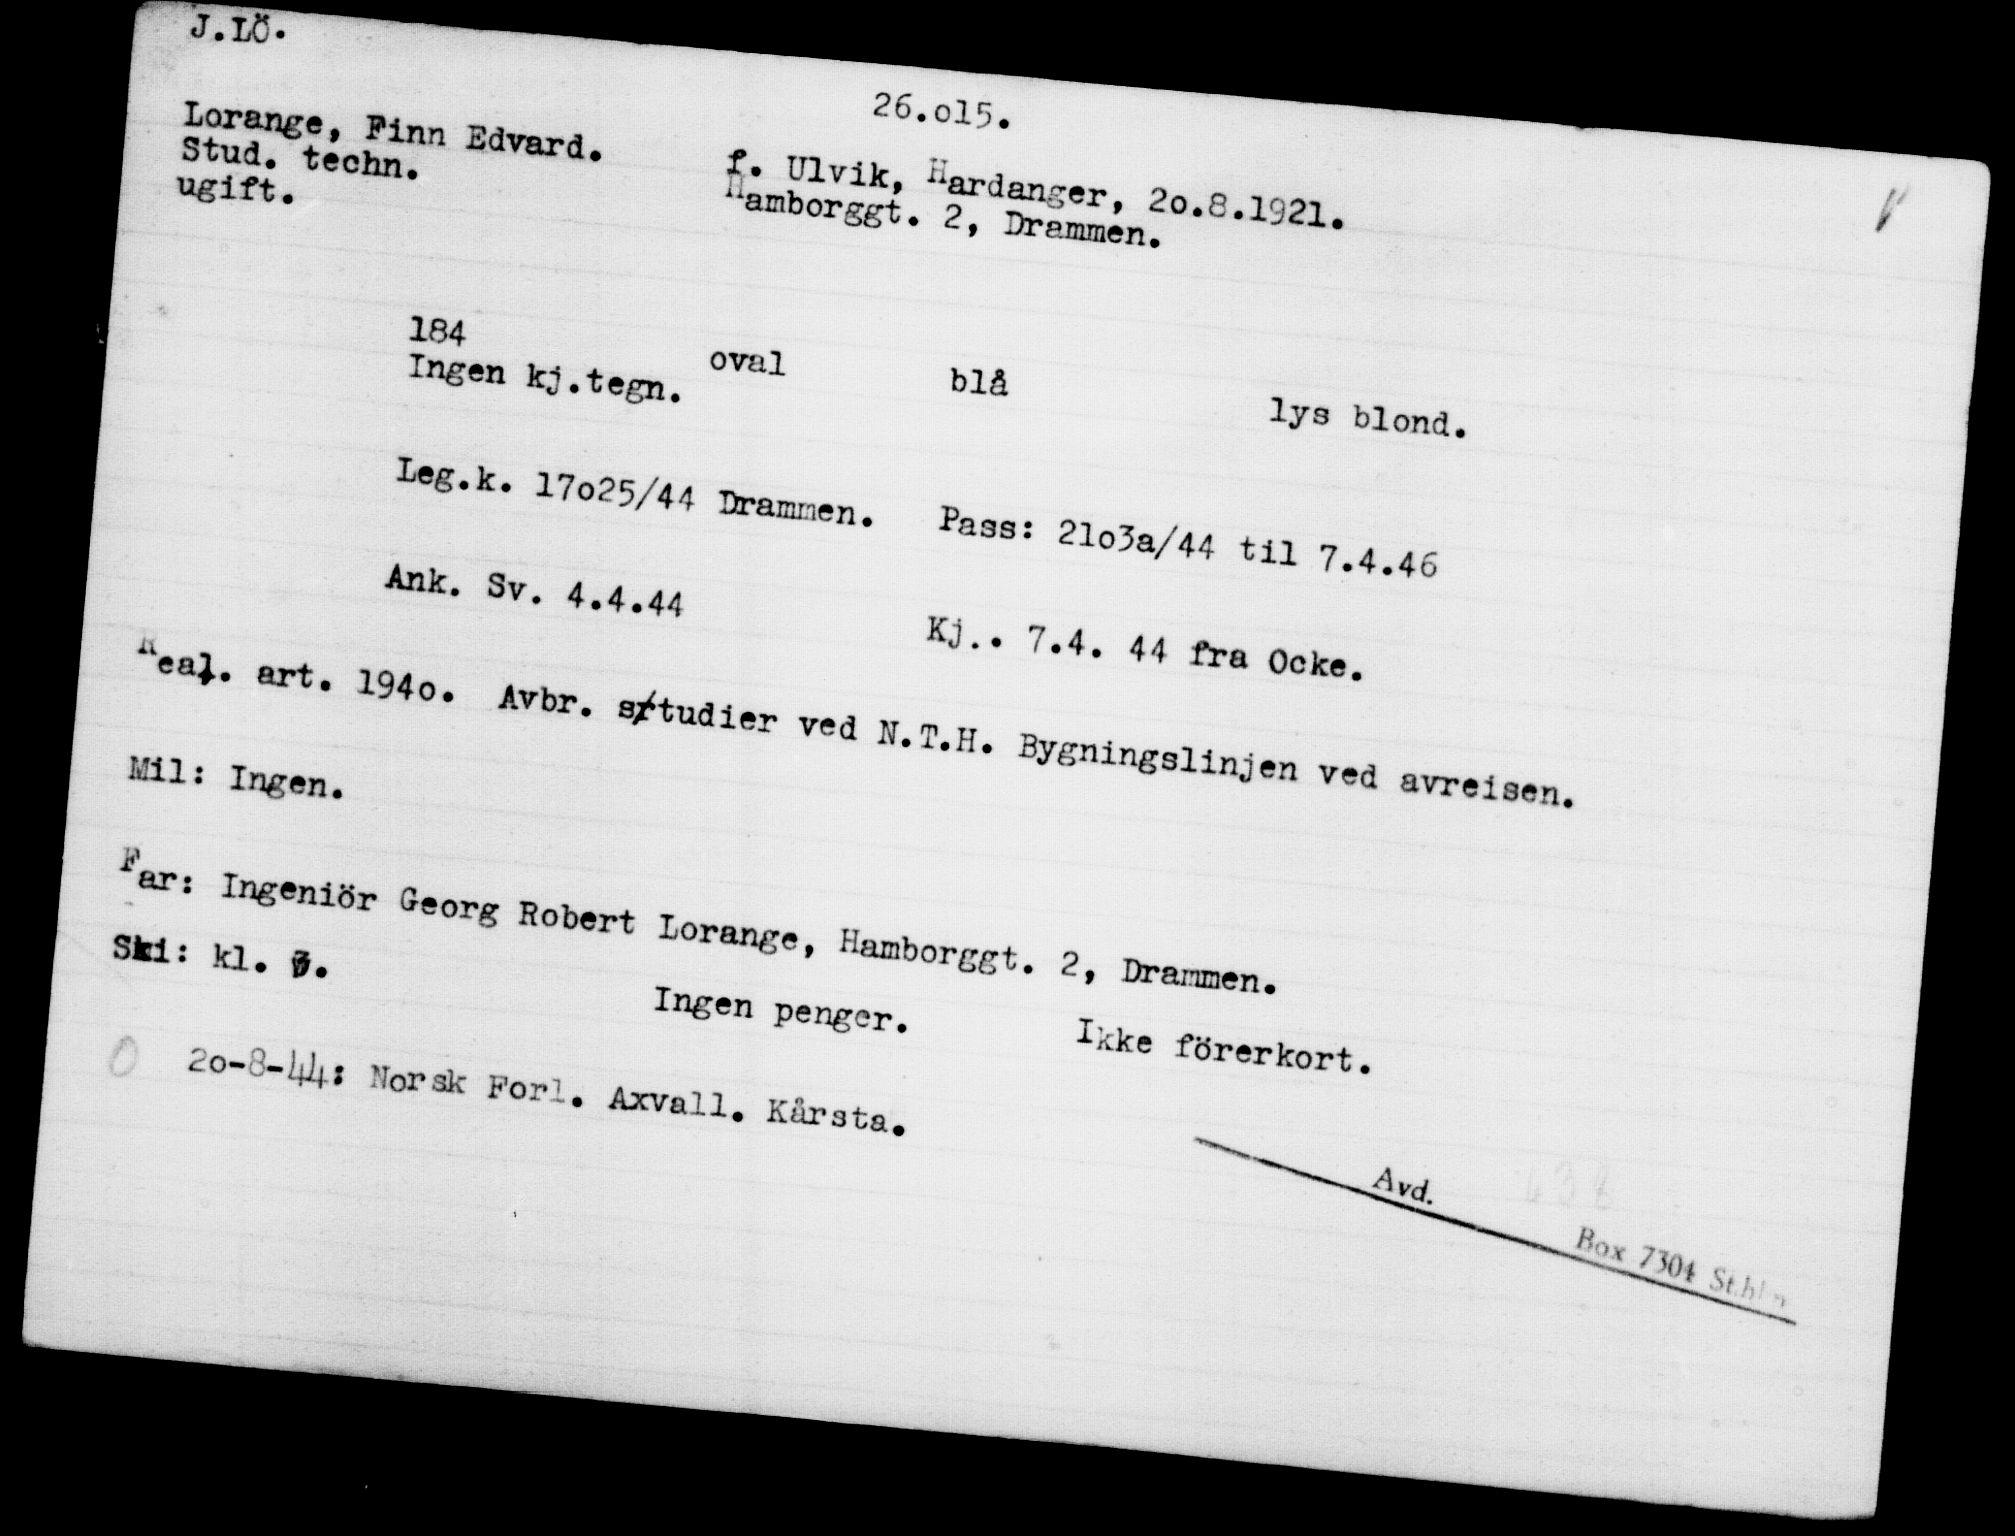 J.LÖ.
26.o15.
Lorange, Finn Edvard.
Stud. techn.
ugift.
f. Ulvik, Hardanger, 2o.8.1921.
Hamborggt. 2, Drammen.
184 oval blå lys blond.
Ingen kj.tegn.
Leg.k. 17o25/44 Drammen. Pass: 21o3a/44 til 7.4.46
Ank. Sv. 4.4.44 Kj.. 7.4. 44 fra Ocke.
Real. art. 194o. Avbr. studier ved N.T.H. Bygningslinjen ved avreisen.
Mil: Ingen.
Far: Ingeniör Georg Robert Lorange, Hamborggt. 2, Drammen.
Ski: kl. 3. Ingen penger. Ikke förerkort.
2o-8-44: Norsk Forl. Axvall. Kårsta.
Avd.
Box 7304